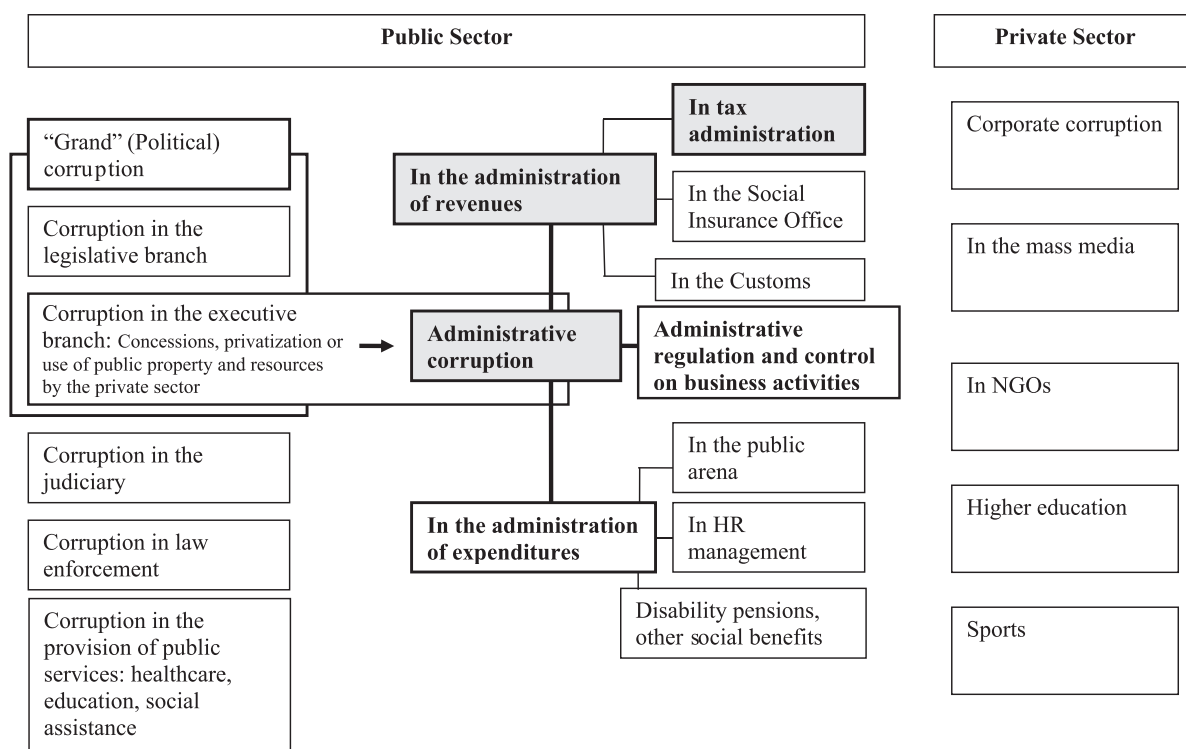 Public Sector
Private Sector
“Grand” (Political)
corruption
Corruption in the
legislative branch
Corruption in the executive
branch: Concessions, privatization or
use of public property and resources
by the private sector
Corruption in the
judiciary
Corruption in law
enforcement
Corruption in the
provision of public
services: healthcare,
education, social
assistance
In the administration
of revenues
Administrative
corruption
In the administration
of expenditures
In tax
administration
In the Social
Insurance Office
In the Customs
Administrative
regulation and control
on business activities
In the public
arena
In HR
management
Disability pensions,
other social benefits
Corporate corruption
In the mass media
In NGOs
Higher education
Sports